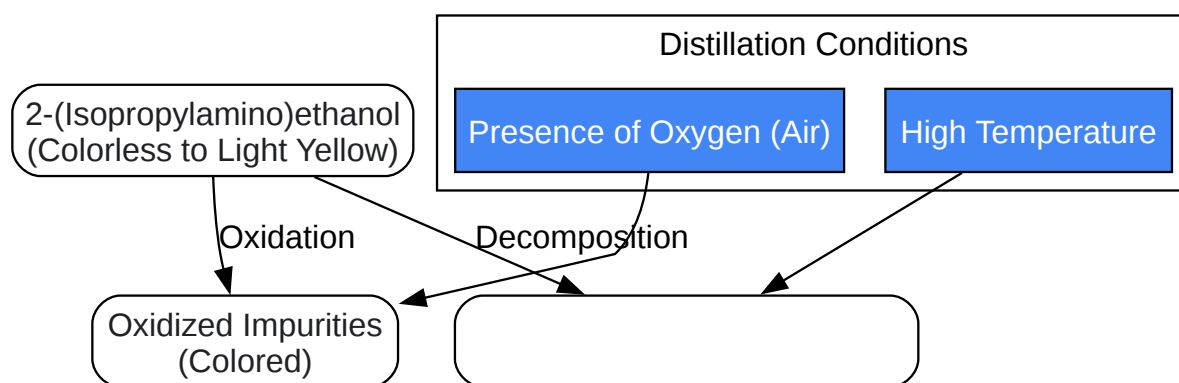 Distillation Conditions
2-(Isopropylamino)ethanol
(Colorless to Light Yellow)
Presence of Oxygen (Air)
High Temperature
Oxidation
Decomposition
Oxidized Impurities
(Colored)